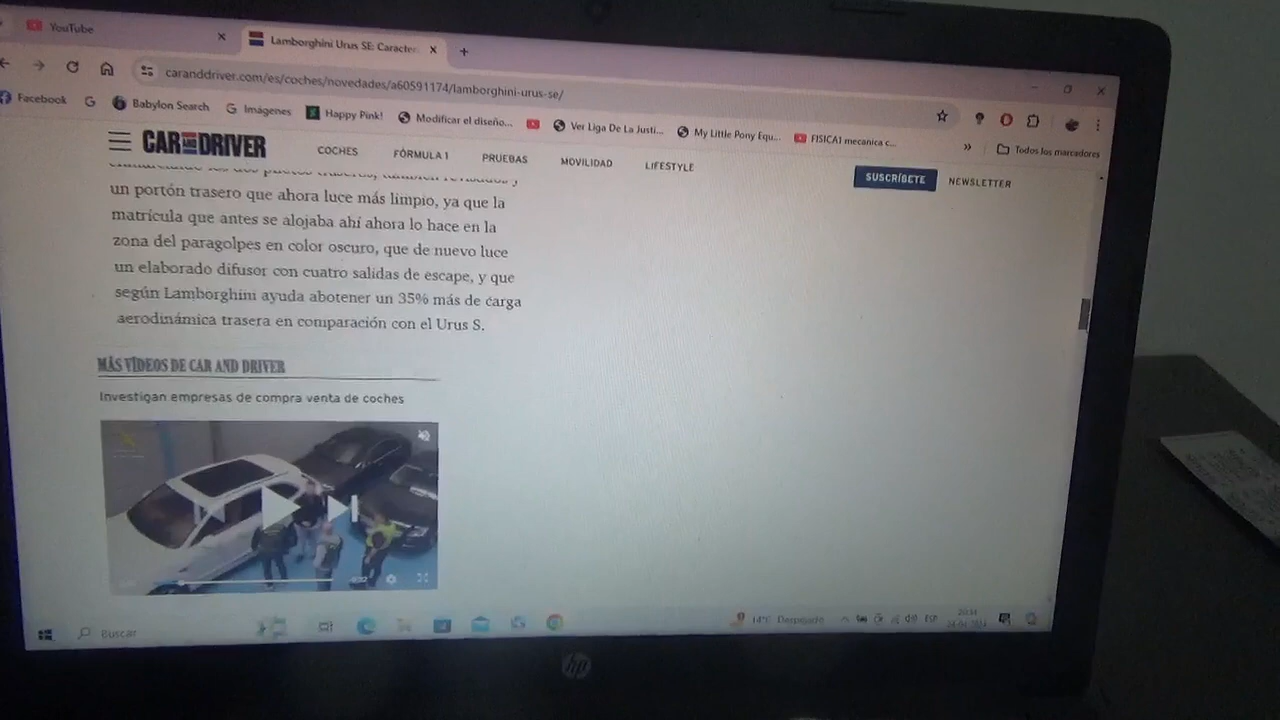 YouTube
Lamborghini Urus SE: Caracter
caranddriver.com/es/coches/novedades/a60591174/lamborghini-urus-se/
Facebook
Babylon Search
Imágenes
Happy Pink!
Modificar el diseño...
Ver Liga De La Justi...
My Little Pony Equ...
FISICA1 mecanica c...
Todos los marcadores
CAR AND DRIVER
COCHES
FÓRMULA 1
PRUEBAS
MOVILIDAD
LIFESTYLE
SUSCRÍBETE
NEWSLETTER
un portón trasero que ahora luce más limpio, ya que la
matrícula que antes se alojaba ahí ahora lo hace en la
zona del paragolpes en color oscuro, que de nuevo luce
un elaborado difusor con cuatro salidas de escape, y que
según Lamborghini ayuda abotener un 35% más de carga
aerodinámica trasera en comparación con el Urus S.
MÁS VÍDEOS DE CAR AND DRIVER
Investigan empresas de compra venta de coches
Buscar
14°C Despejado
ESP
hp